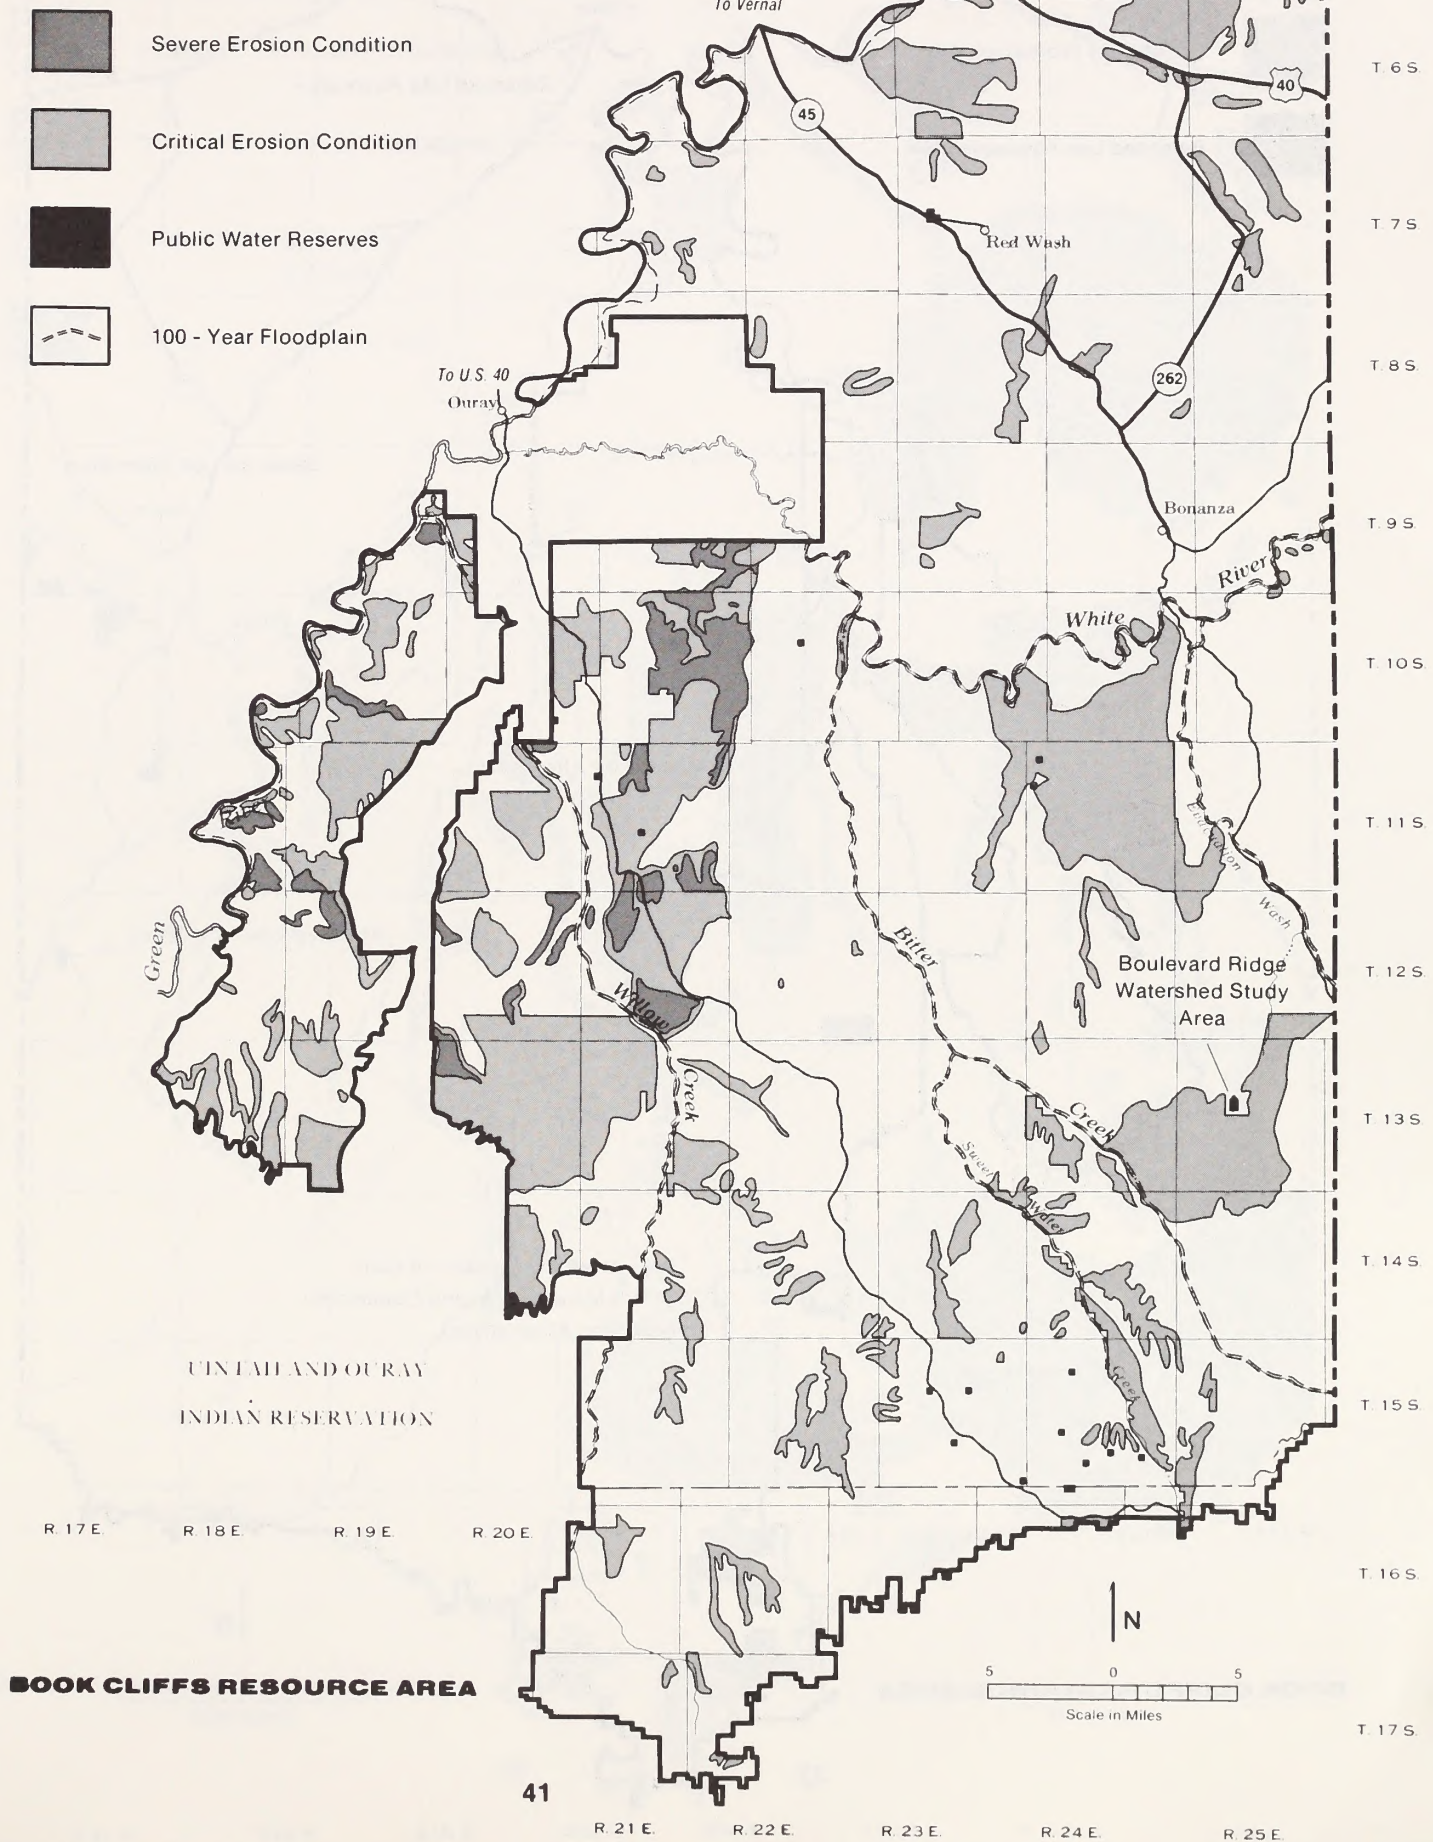 To Vernal
Severe Erosion Condition
Critical Erosion Condition
Public Water Reserves
100 - Year Floodplain
T. 6 S.
40
45
T. 7 S.
Red Wash
To U.S. 40
Ouray
T. 8 S.
262
Bonanza
T. 9 S.
White River
T. 10 S.
T. 11 S.
Evacuation Wash
Green
Bitter Creek
Boulevard Ridge
Watershed Study
Area
T. 12 S.
Willow Creek
T. 13 S.
Sweet Water Creek
T. 14 S.
UINTAH AND OURAY
INDIAN RESERVATION
T. 15 S.
R. 17 E.
R. 18 E.
R. 19 E.
R. 20 E.
T. 16 S.
N
BOOK CLIFFS RESOURCE AREA
5 0 5
Scale in Miles
T. 17 S.
41
R. 21 E.
R. 22 E.
R. 23 E.
R. 24 E.
R. 25 E.